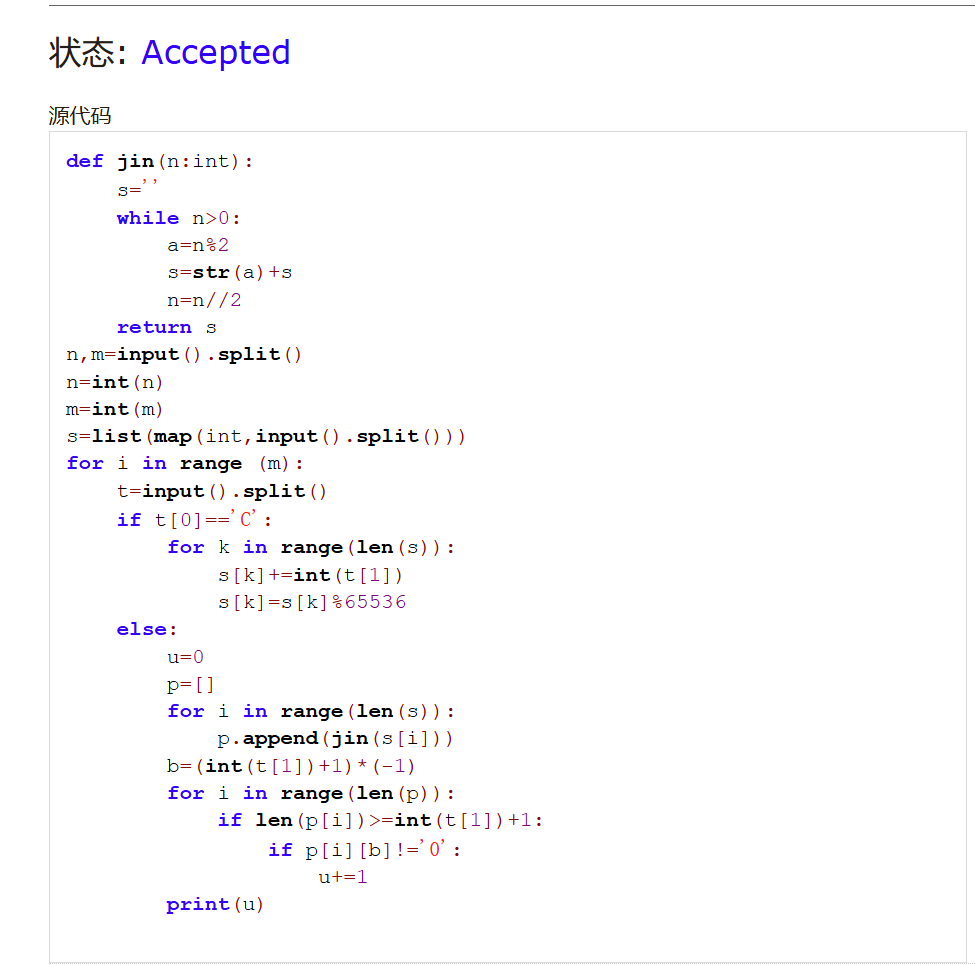 状态: Accepted
源代码
def jin(n:int):
    s=''
    while n>0:
        a=n%2
        s=str(a)+s
        n=n//2
    return s
n,m=input().split()
n=int(n)
m=int(m)
s=list(map(int,input().split()))
for i in range (m):
    t=input().split()
    if t[0]=='C':
        for k in range(len(s)):
            s[k]+=int(t[1])
            s[k]=s[k]%65536
    else:
        u=0
        p=[]
        for i in range(len(s)):
            p.append(jin(s[i]))
        b=(int(t[1])+1)*(-1)
        for i in range(len(p)):
            if len(p[i])>=int(t[1])+1:
                if p[i][b]!='0':
                    u+=1
        print(u)